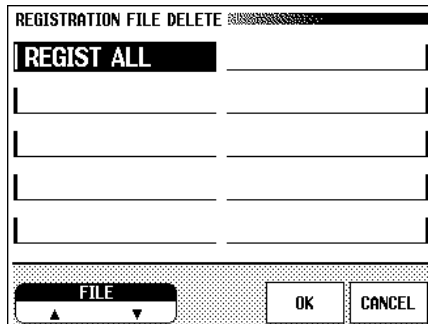 REGISTRATION FILE DELETE
REGIST ALL
FILE
▲ ▼
OK
CANCEL